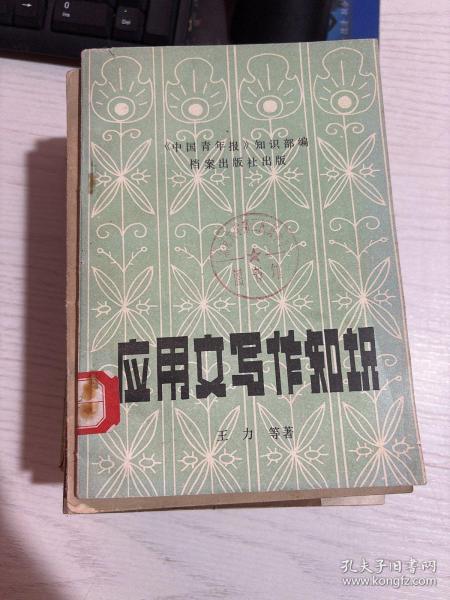 《中国青年报》知识部编
档案出版社出版
应用文写作知识
王力 等著
孔夫子旧书网
www.kongfz.com